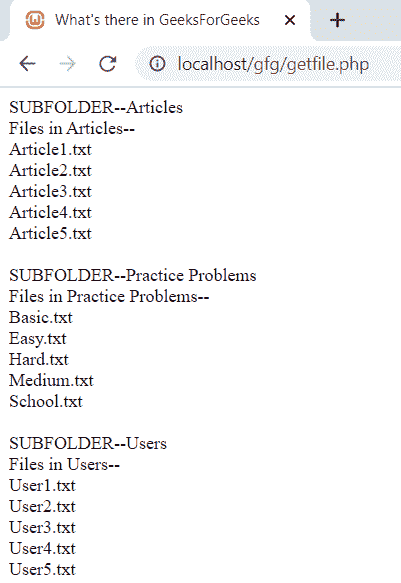 What's there in GeeksForGeeks
localhost/gfg/getfile.php
SUBFOLDER--Articles
Files in Articles--
Article1.txt
Article2.txt
Article3.txt
Article4.txt
Article5.txt
SUBFOLDER--Practice Problems
Files in Practice Problems--
Basic.txt
Easy.txt
Hard.txt
Medium.txt
School.txt
SUBFOLDER--Users
Files in Users--
User1.txt
User2.txt
User3.txt
User4.txt
User5.txt